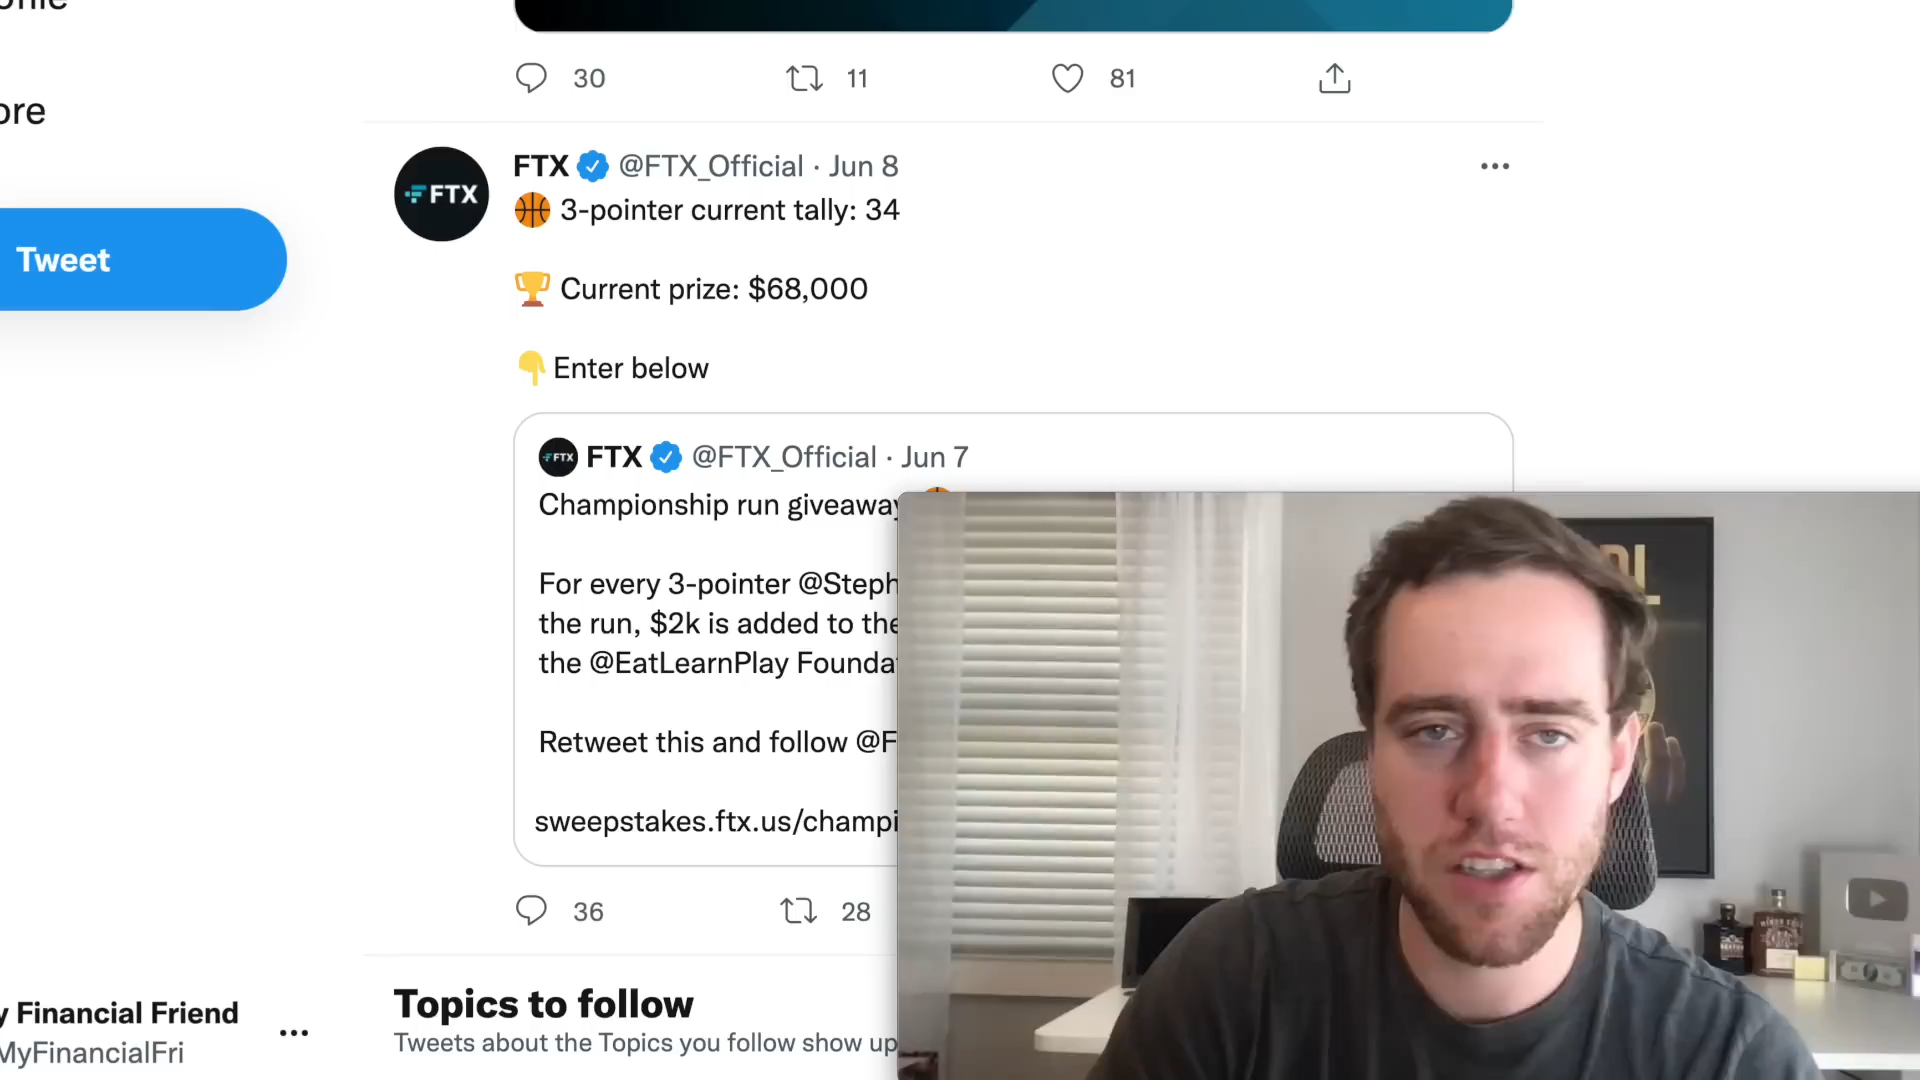 ore
Tweet
30
11
81
FTX
FTX @FTX_Official · Jun 8
3-pointer current tally: 34
Current prize: $68,000
Enter below
FTX
FTX @FTX_Official · Jun 7
Championship run giveaway
For every 3-pointer @Steph
the run, $2k is added to the
the @EatLearnPlay Founda
Retweet this and follow @F
sweepstakes.ftx.us/champi
36
28
Topics to follow
Tweets about the Topics you follow show up
y Financial Friend
MyFinancialFri